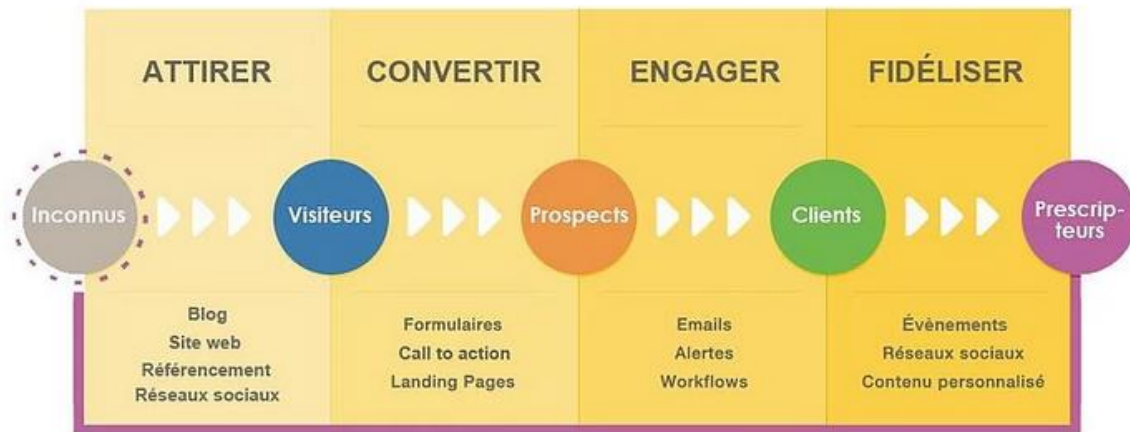 ATTIRER
CONVERTIR
ENGAGER
FIDÉLISER
Inconnus
Visiteurs
Prospects
Clients
Prescrip-
teurs
Blog
Site web
Référencement
Réseaux sociaux
Formulaires
Call to action
Landing Pages
Emails
Alertes
Workflows
Évènements
Réseaux sociaux
Contenu personnalisé